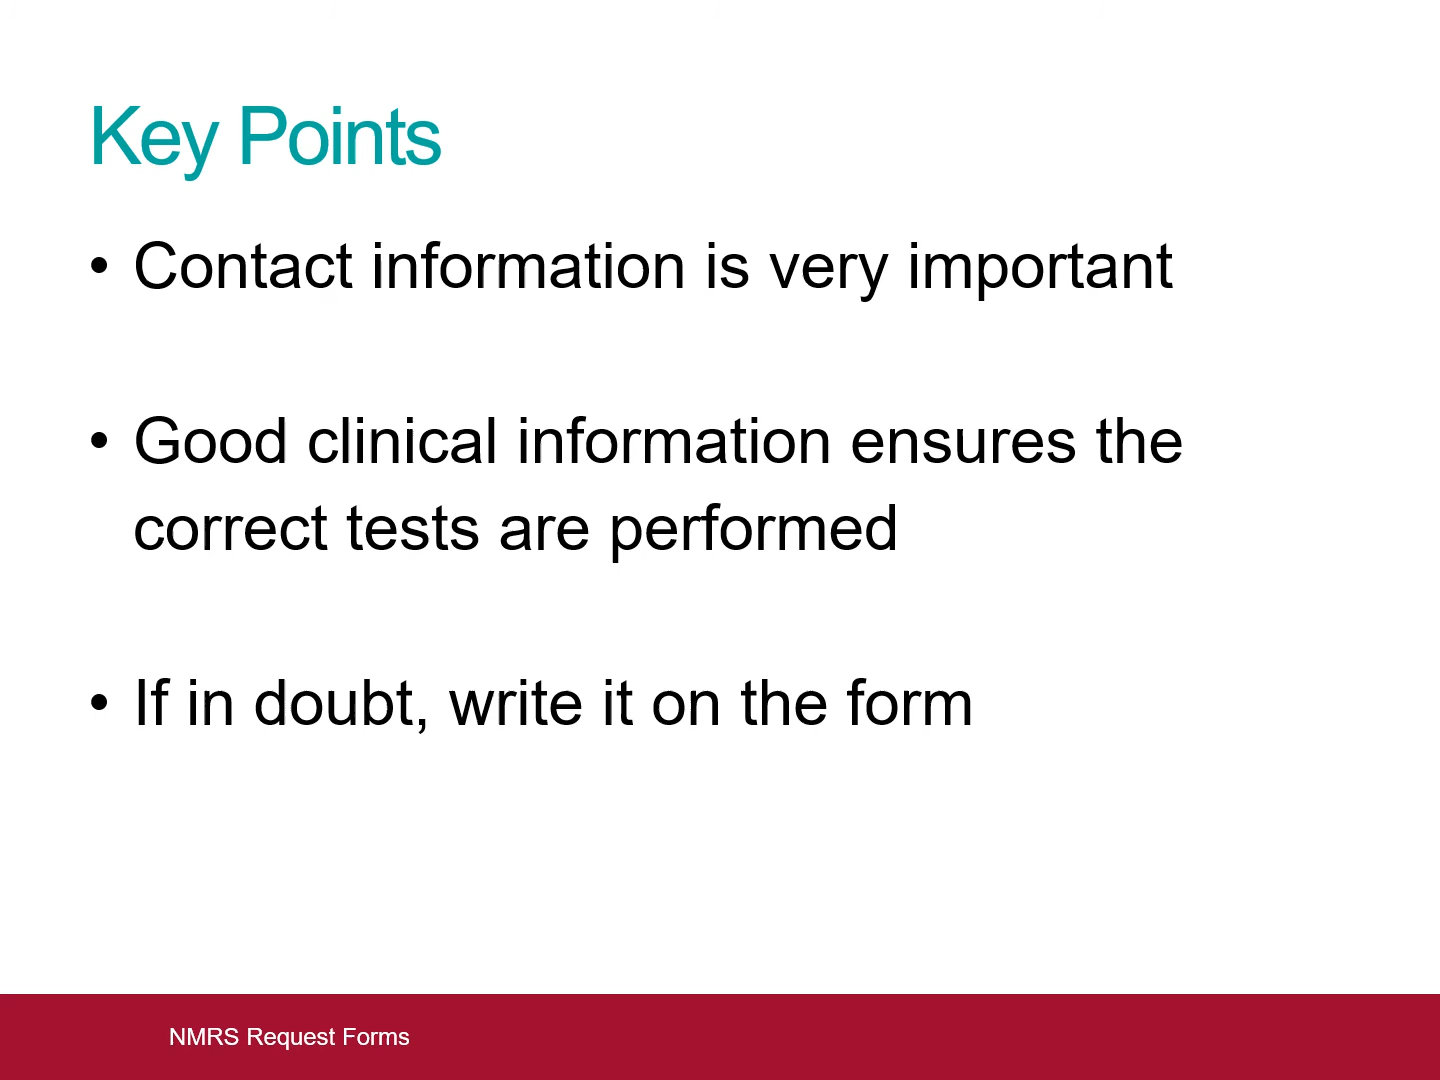 Key Points
• Contact information is very important
• Good clinical information ensures the
correct tests are performed
• If in doubt, write it on the form
NMRS Request Forms